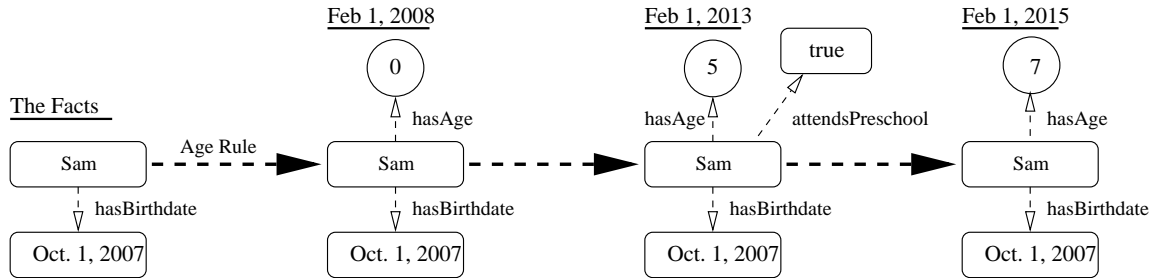 Feb 1, 2008
Feb 1, 2013
Feb 1, 2015
0
5
true
7
The Facts
hasAge
hasAge
attendsPreschool
hasAge
Sam
Age Rule
Sam
Sam
Sam
hasBirthdate
hasBirthdate
hasBirthdate
hasBirthdate
Oct. 1, 2007
Oct. 1, 2007
Oct. 1, 2007
Oct. 1, 2007